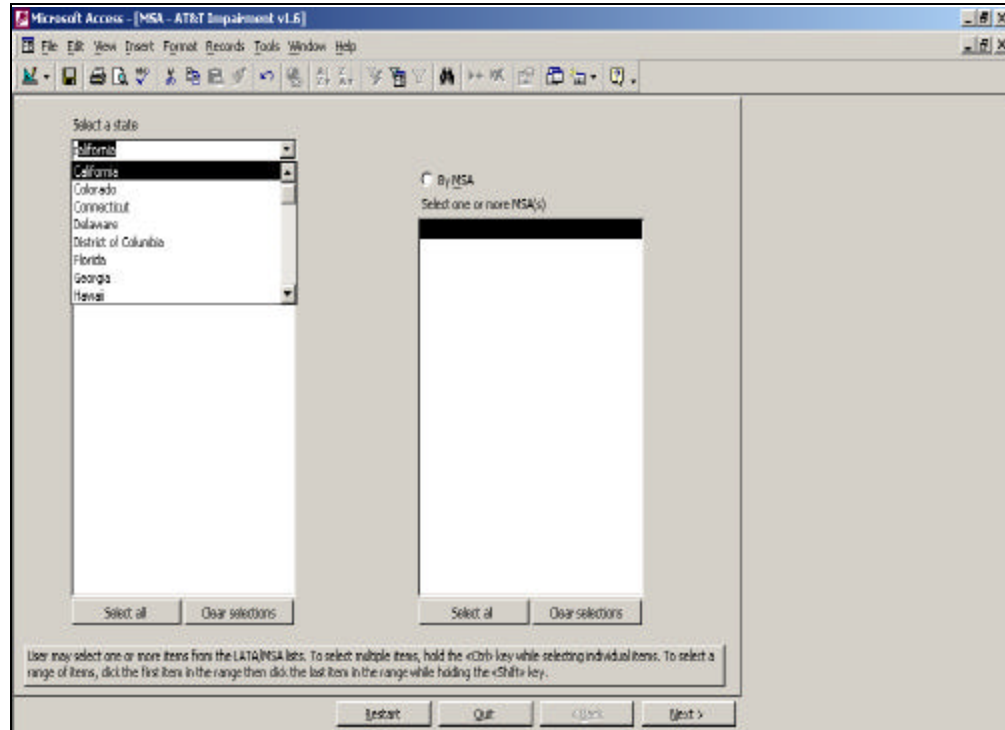 Microsoft Access - [MSA - AT&T Impairment v1.6]
File Edit View Insert Format Records Tools Window Help
Select a state
California
California
Colorado
Connecticut
Delaware
District of Columbia
Florida
Georgia
Hawaii
By MSA
Select one or more MSA(s)
Select all
Clear selections
Select all
Clear selections
User may select one or more items from the LATA/MSA lists. To select multiple items, hold the <Ctrl> key while selecting individual items. To select a
range of items, click the first item in the range then click the last item in the range while holding the <Shift> key.
Restart
Quit
< Back
Next >